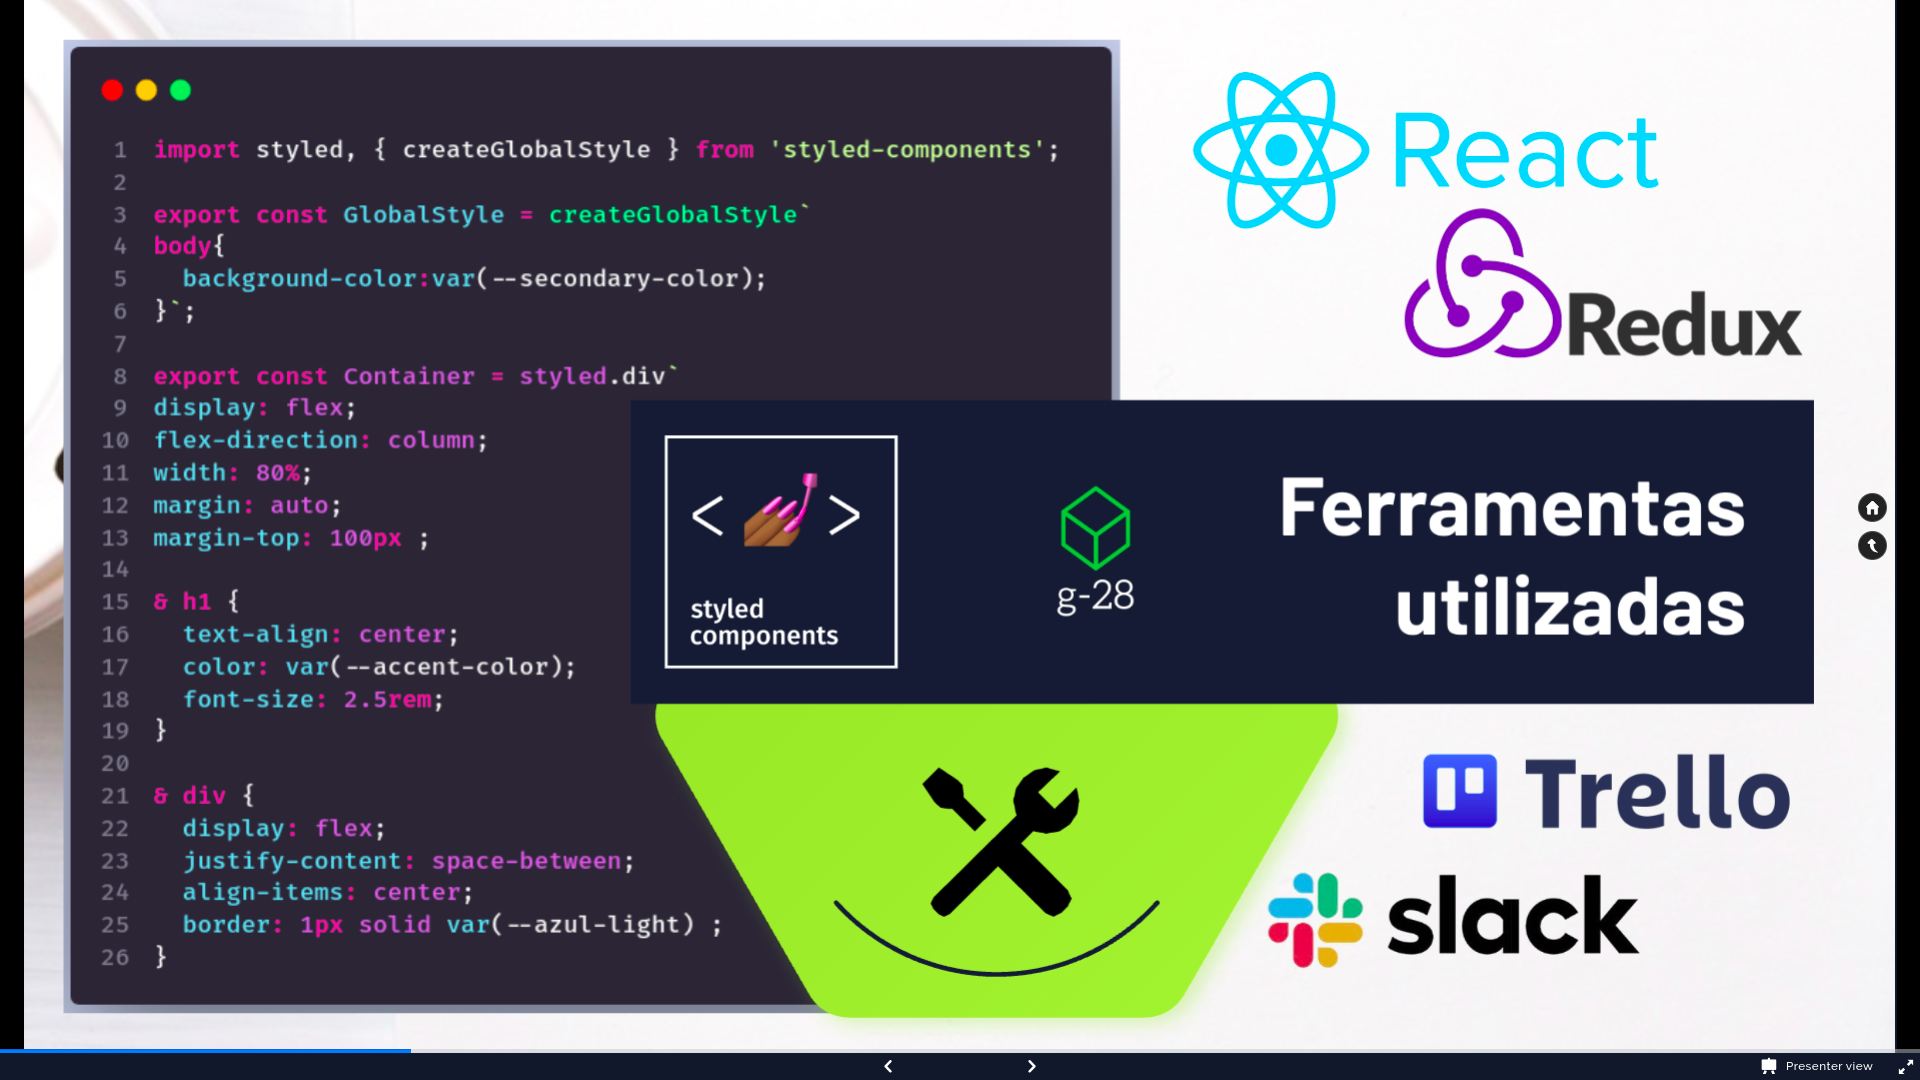 1 import styled, { createGlobalStyle } from 'styled-components';
2
3 export const GlobalStyle = createGlobalStyle`
4 body{
5 background-color:var(--secondary-color);
6 }`;
7
8 export const Container = styled.div`
9 display: flex;
10 flex-direction: column;
11 width: 80%;
12 margin: auto;
13 margin-top: 100px ;
14
15 & h1 {
16 text-align: center;
17 color: var(--accent-color);
18 font-size: 2.5rem;
19 }
20
21 & div {
22 display: flex;
23 justify-content: space-between;
24 align-items: center;
25 border: 1px solid var(--azul-light) ;
26 }
React
Redux
< >
styled
components
g-28
Ferramentas
utilizadas
Trello
slack
Presenter view